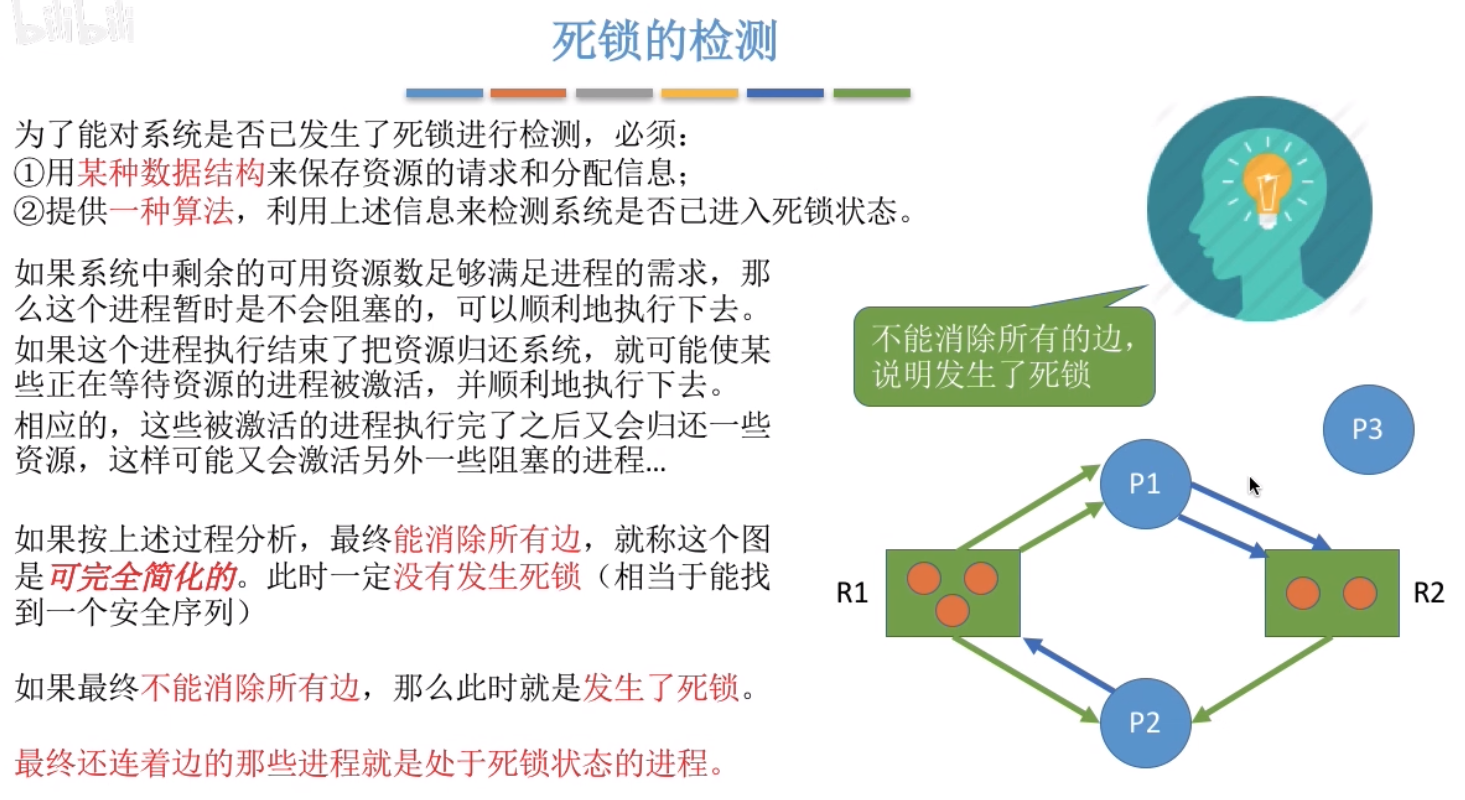 bilibili
死锁的检测
为了能对系统是否已发生了死锁进行检测，必须：
①用某种数据结构来保存资源的请求和分配信息；
②提供一种算法，利用上述信息来检测系统是否已进入死锁状态。
如果系统中剩余的可用资源数足够满足进程的需求，那
么这个进程暂时是不会阻塞的，可以顺利地执行下去。
如果这个进程执行结束了把资源归还系统，就可能使某
些正在等待资源的进程被激活，并顺利地执行下去。
相应的，这些被激活的进程执行完了之后又会归还一些
资源，这样可能又会激活另外一些阻塞的进程...
如果按上述过程分析，最终能消除所有边，就称这个图
是可完全简化的。此时一定没有发生死锁（相当于能找
到一个安全序列）
如果最终不能消除所有边，那么此时就是发生了死锁。
最终还连着边的那些进程就是处于死锁状态的进程。
不能消除所有的边，
说明发生了死锁
P3
P1
R1
R2
P2